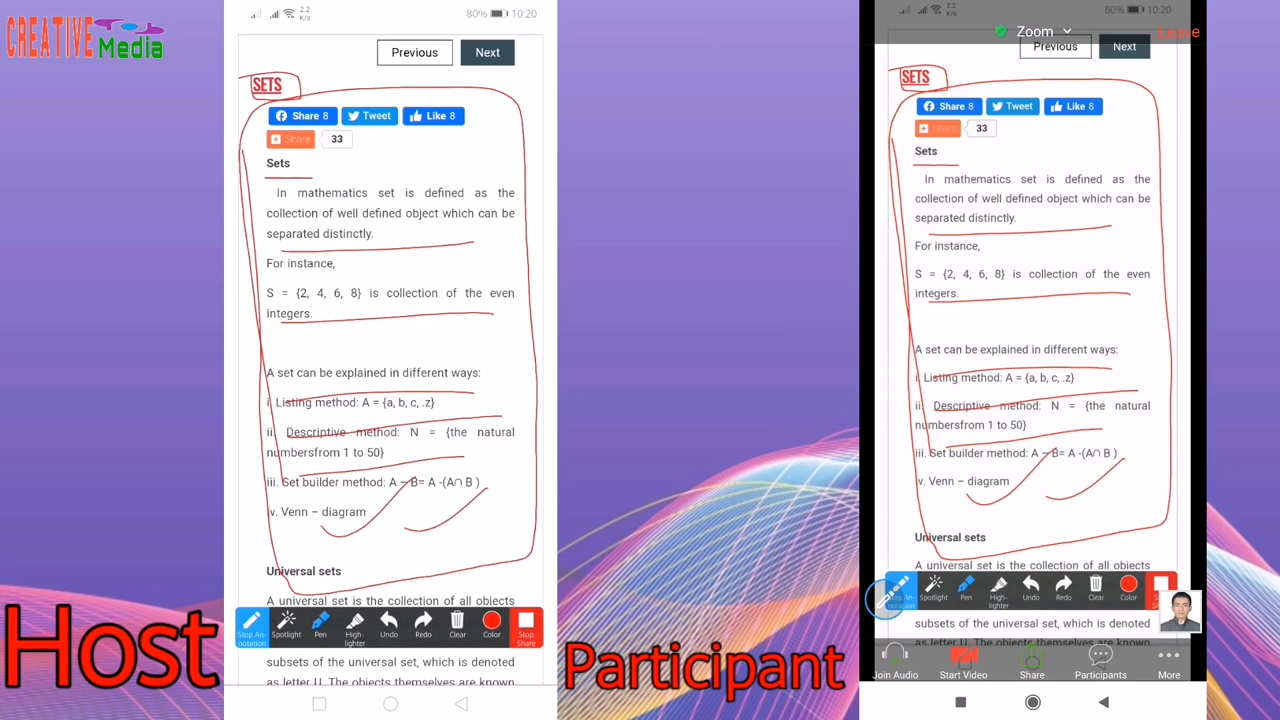 CREATIVE
Media
2.2
K/s
80% 10:20
Previous
Next
SETS
Share 8
Tweet
Like 8
Share
33
Sets
In mathematics set is defined as the
collection of well defined object which can be
separated distinctly.
For instance,
S = {2, 4, 6, 8} is collection of the even
integers.
A set can be explained in different ways:
i. Listing method: A = {a, b, c, .z}
ii. Descriptive method: N = {the natural
numbersfrom 1 to 50}
iii. Set builder method: A – B= A -(A∩ B )
v. Venn – diagram
Universal sets
A universal set is the collection of all objects
Stop An-
notation
Spotlight
Pen
High-
lighter
Undo
Redo
Clear
Color
Stop
Share
subsets of the universal set, which is denoted
as letter U. The objects themselves are known
Host
2.2
K/s
80% 10:20
Zoom
Leave
Previous
Next
SETS
Share 8
Tweet
Like 8
Share
33
Sets
In mathematics set is defined as the
collection of well defined object which can be
separated distinctly.
For instance,
S = {2, 4, 6, 8} is collection of the even
integers.
A set can be explained in different ways:
i. Listing method: A = {a, b, c, .z}
ii. Descriptive method: N = {the natural
numbersfrom 1 to 50}
iii. Set builder method: A – B= A -(A∩ B )
v. Venn – diagram
Universal sets
A universal set is the collection of all objects
Spotlight
Pen
High-
lighter
Undo
Redo
Clear
Color
subsets of the universal set, which is denoted
as letter U. The objects themselves are known
Join Audio
Start Video
Share
Participants
More
Participant